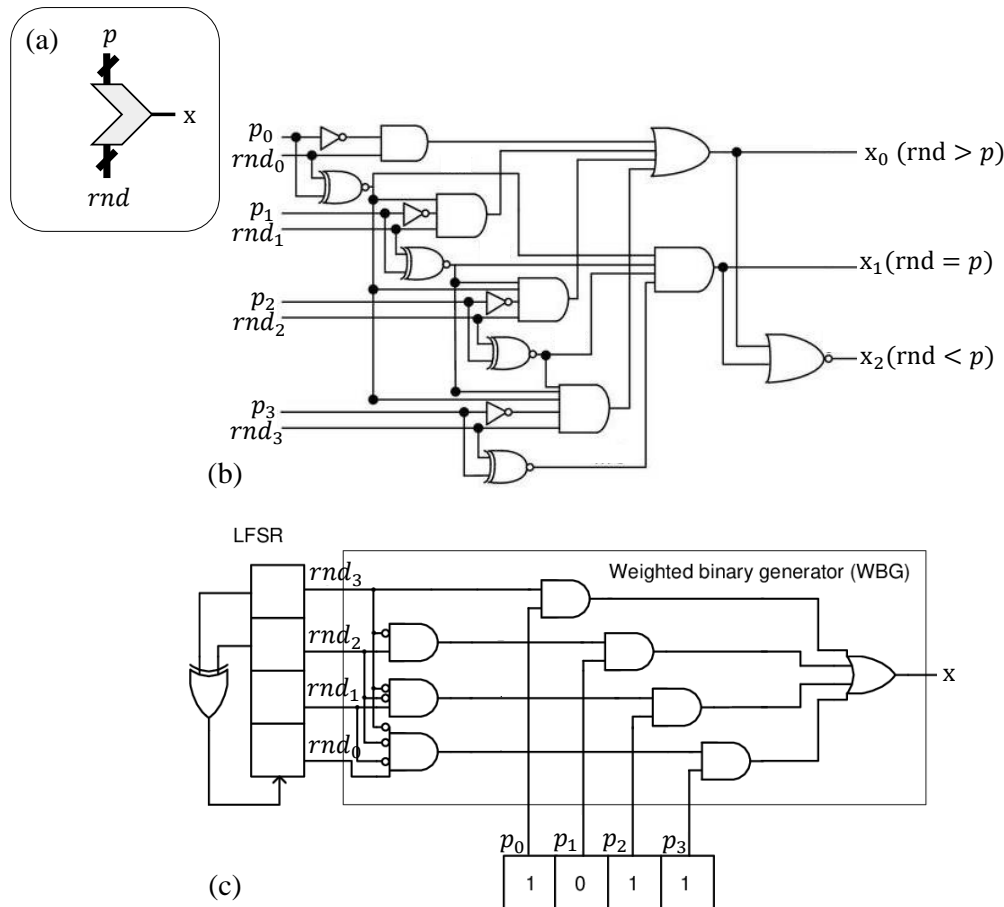 (a)
p
x
rnd
p₀
rnd₀
p₁
rnd₁
p₂
rnd₂
p₃
rnd₃
x₀ (rnd > p)
x₁(rnd = p)
x₂(rnd < p)
(b)
LFSR
Weighted binary generator (WBG)
rnd₃
rnd₂
rnd₁
rnd₀
x
p₀ p₁ p₂ p₃
1 0 1 1
(c)